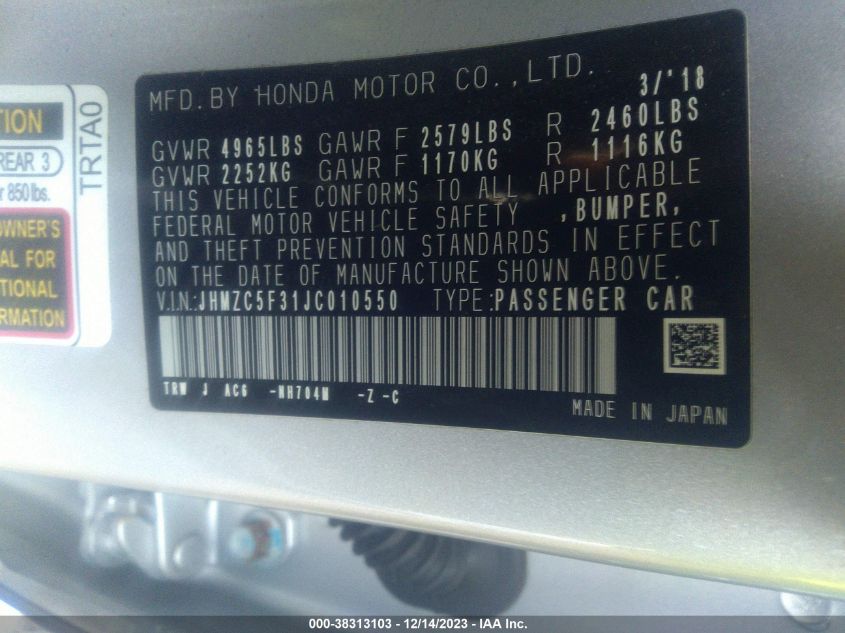 TION
REAR 3
850 lbs.
OWNER'S
AL FOR
TIONAL
RMATION
TRTA0
MFD. BY HONDA MOTOR CO., LTD. 3/'18
GVWR 4965LBS GAWR F 2579LBS R 2460LBS
GVWR 2252KG GAWR F 1170KG R 1116KG
THIS VEHICLE CONFORMS TO ALL APPLICABLE
FEDERAL MOTOR VEHICLE SAFETY , BUMPER,
AND THEFT PREVENTION STANDARDS IN EFFECT
ON THE DATE OF MANUFACTURE SHOWN ABOVE.
V.I.N.:JHMZC5F31JC010550 TYPE:PASSENGER CAR
TRW J AC6 -NH704M -Z -C
MADE IN JAPAN
000-38313103 - 12/14/2023 - IAA Inc.